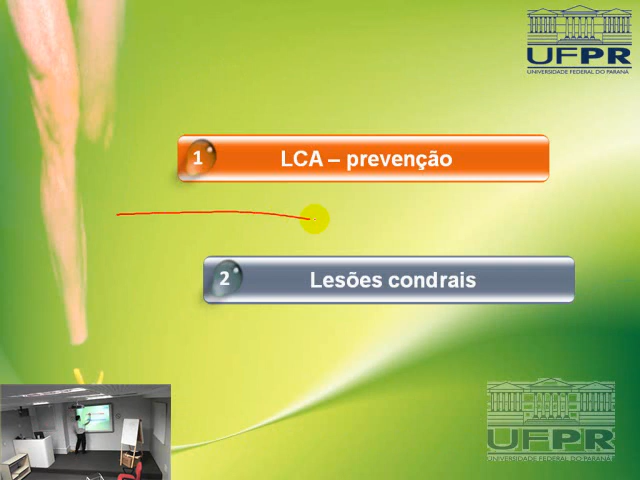 UFPR
UNIVERSIDADE FEDERAL DO PARANÁ
1 LCA – prevenção
2 Lesões condrais
UFPR
UNIVERSIDADE FEDERAL DO PARANÁ